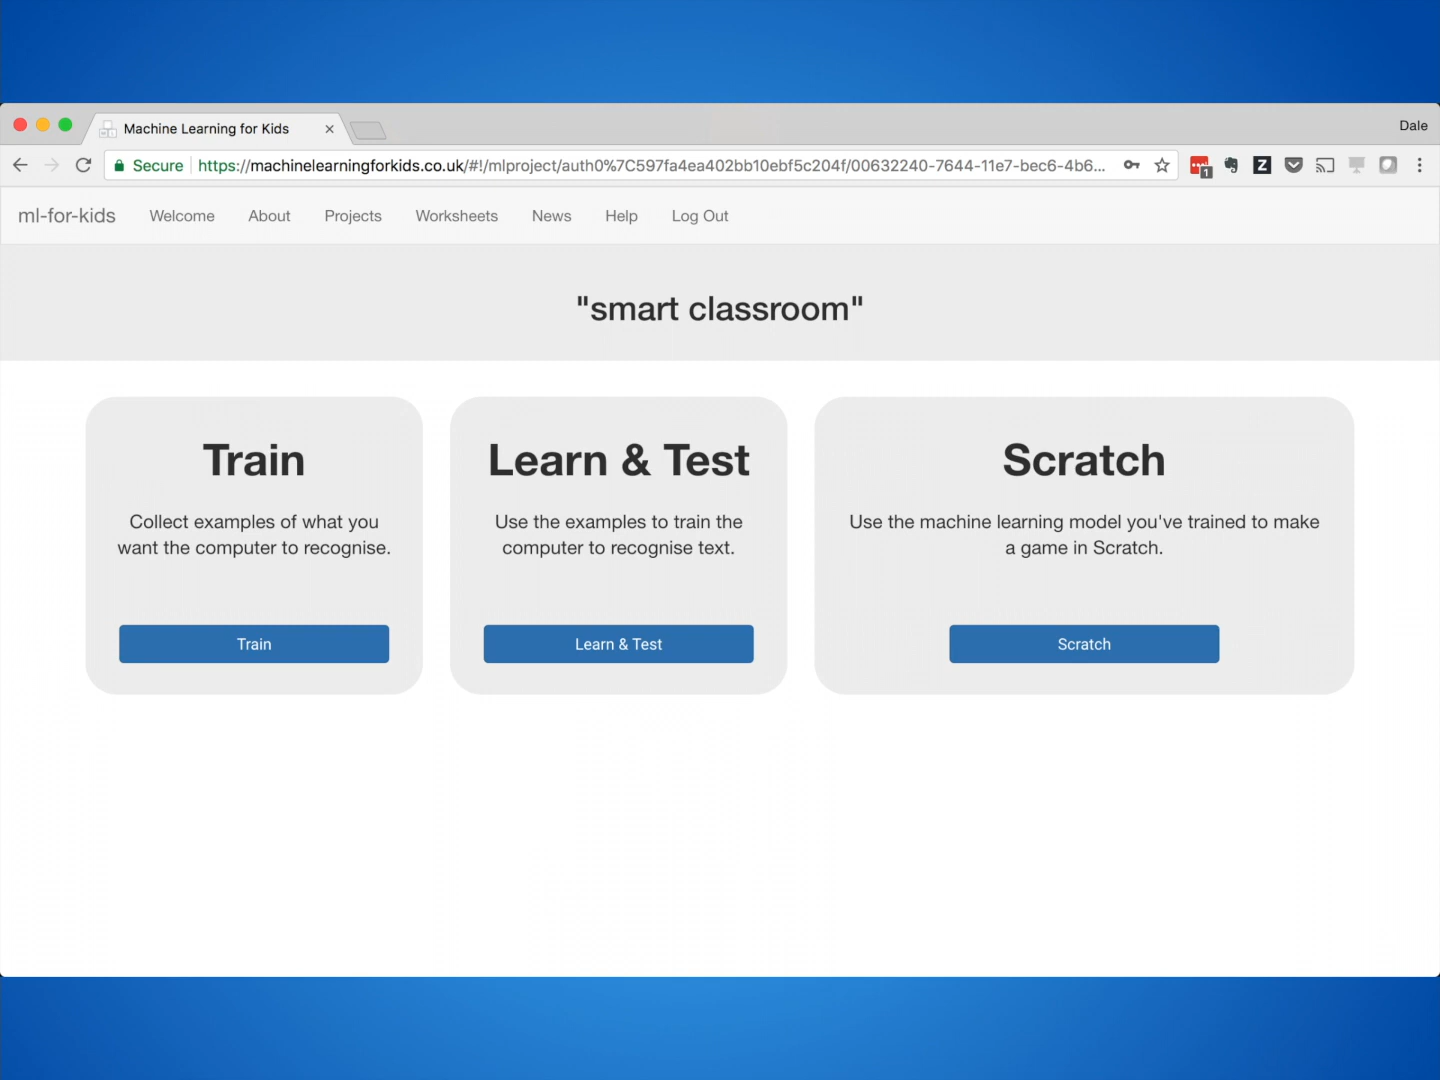 Machine Learning for Kids
Dale
Secure https://machinelearningforkids.co.uk/#!/mlproject/auth0%7C597fa4ea402bb10ebf5c204f/00632240-7644-11e7-bec6-4b6...
1
Z
ml-for-kids Welcome About Projects Worksheets News Help Log Out
"smart classroom"
Train
Collect examples of what you
want the computer to recognise.
Train
Learn & Test
Use the examples to train the
computer to recognise text.
Learn & Test
Scratch
Use the machine learning model you've trained to make
a game in Scratch.
Scratch